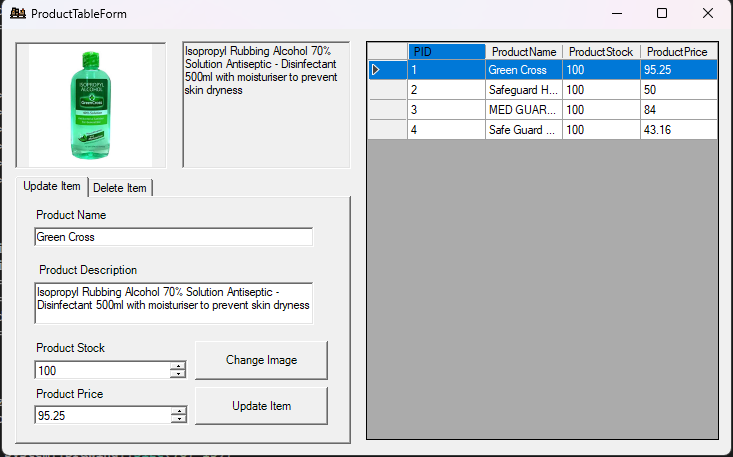 ProductTableForm
ISOPROPYL
ALCOHOL
GreenCross
Isopropyl Rubbing Alcohol 70%
Solution Antiseptic - Disinfectant
500ml with moisturiser to prevent
skin dryness
PID ProductName ProductStock ProductPrice
1 Green Cross 100 95.25
2 Safeguard H... 100 50
3 MED GUAR... 100 84
4 Safe Guard ... 100 43.16
Update Item Delete Item
Product Name
Green Cross
Product Description
Isopropyl Rubbing Alcohol 70% Solution Antiseptic -
Disinfectant 500ml with moisturiser to prevent skin dryness
Product Stock
100
Change Image
Product Price
95.25
Update Item